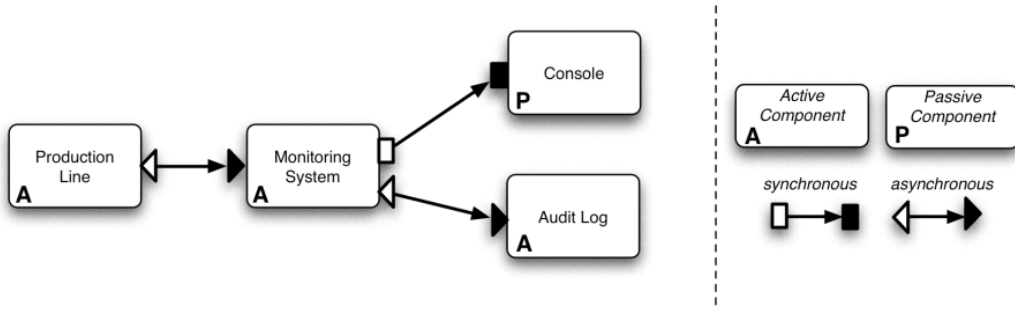 Production
Line
A
Monitoring
System
A
Console
P
Audit Log
A
Active
Component
A
Passive
Component
P
synchronous
asynchronous